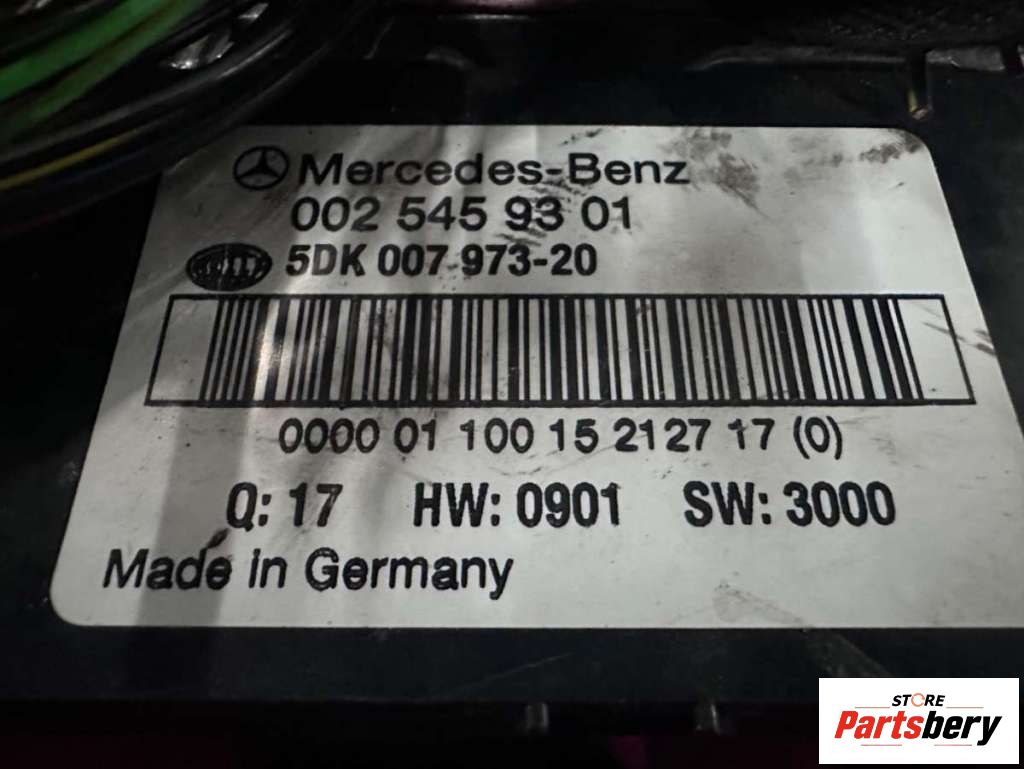 Mercedes-Benz
002 545 93 01
5DK 007 973-20
0000 01 100 15 2127 17 (0)
Q: 17 HW: 0901 SW: 3000
Made in Germany
STORE
Partsbery